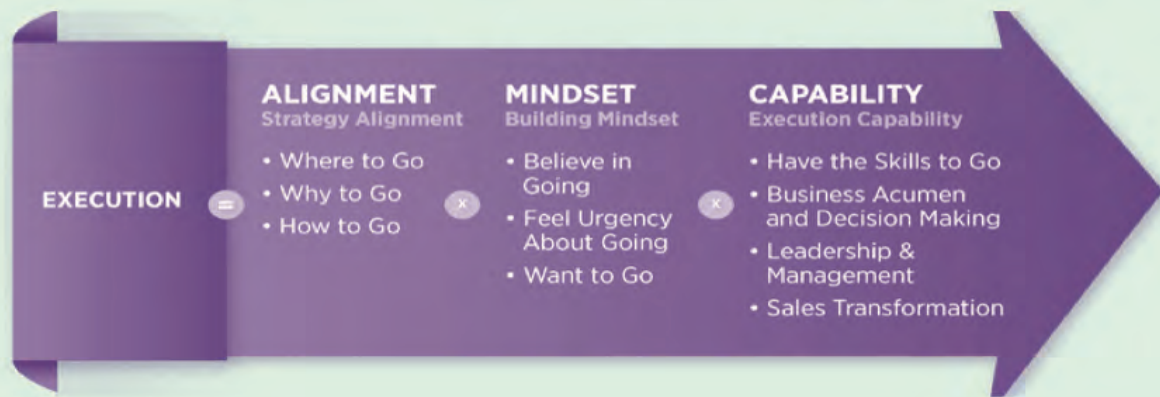 EXECUTION
=
ALIGNMENT
Strategy Alignment
• Where to Go
• Why to Go
• How to Go
x
MINDSET
Building Mindset
• Believe in
Going
• Feel Urgency
About Going
• Want to Go
x
CAPABILITY
Execution Capability
• Have the Skills to Go
• Business Acumen
and Decision Making
• Leadership &
Management
• Sales Transformation